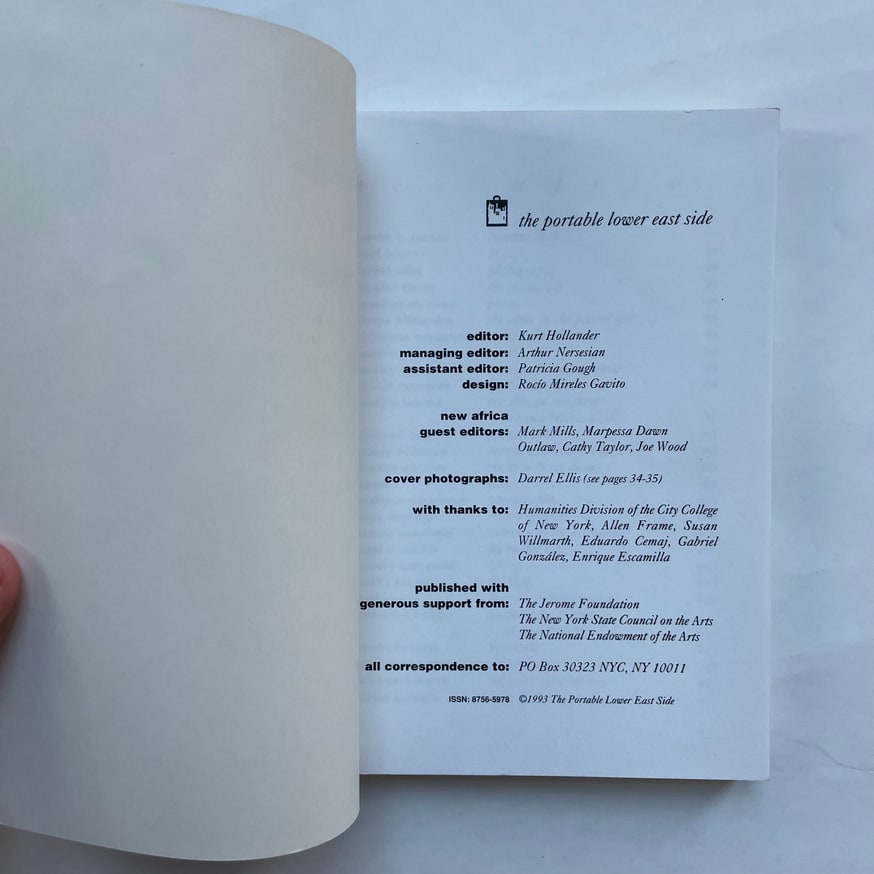 the portable lower east side
editor: Kurt Hollander
managing editor: Arthur Nersesian
assistant editor: Patricia Gough
design: Rocío Mireles Gavito
new africa
guest editors: Mark Mills, Marpessa Dawn
Outlaw, Cathy Taylor, Joe Wood
cover photographs: Darrel Ellis (see pages 34-35)
with thanks to: Humanities Division of the City College
of New York, Allen Frame, Susan
Willmarth, Eduardo Cemaj, Gabriel
González, Enrique Escamilla
published with
generous support from: The Jerome Foundation
The New York State Council on the Arts
The National Endowment of the Arts
all correspondence to: PO Box 30323 NYC, NY 10011
ISSN: 8756-5978 ©1993 The Portable Lower East Side